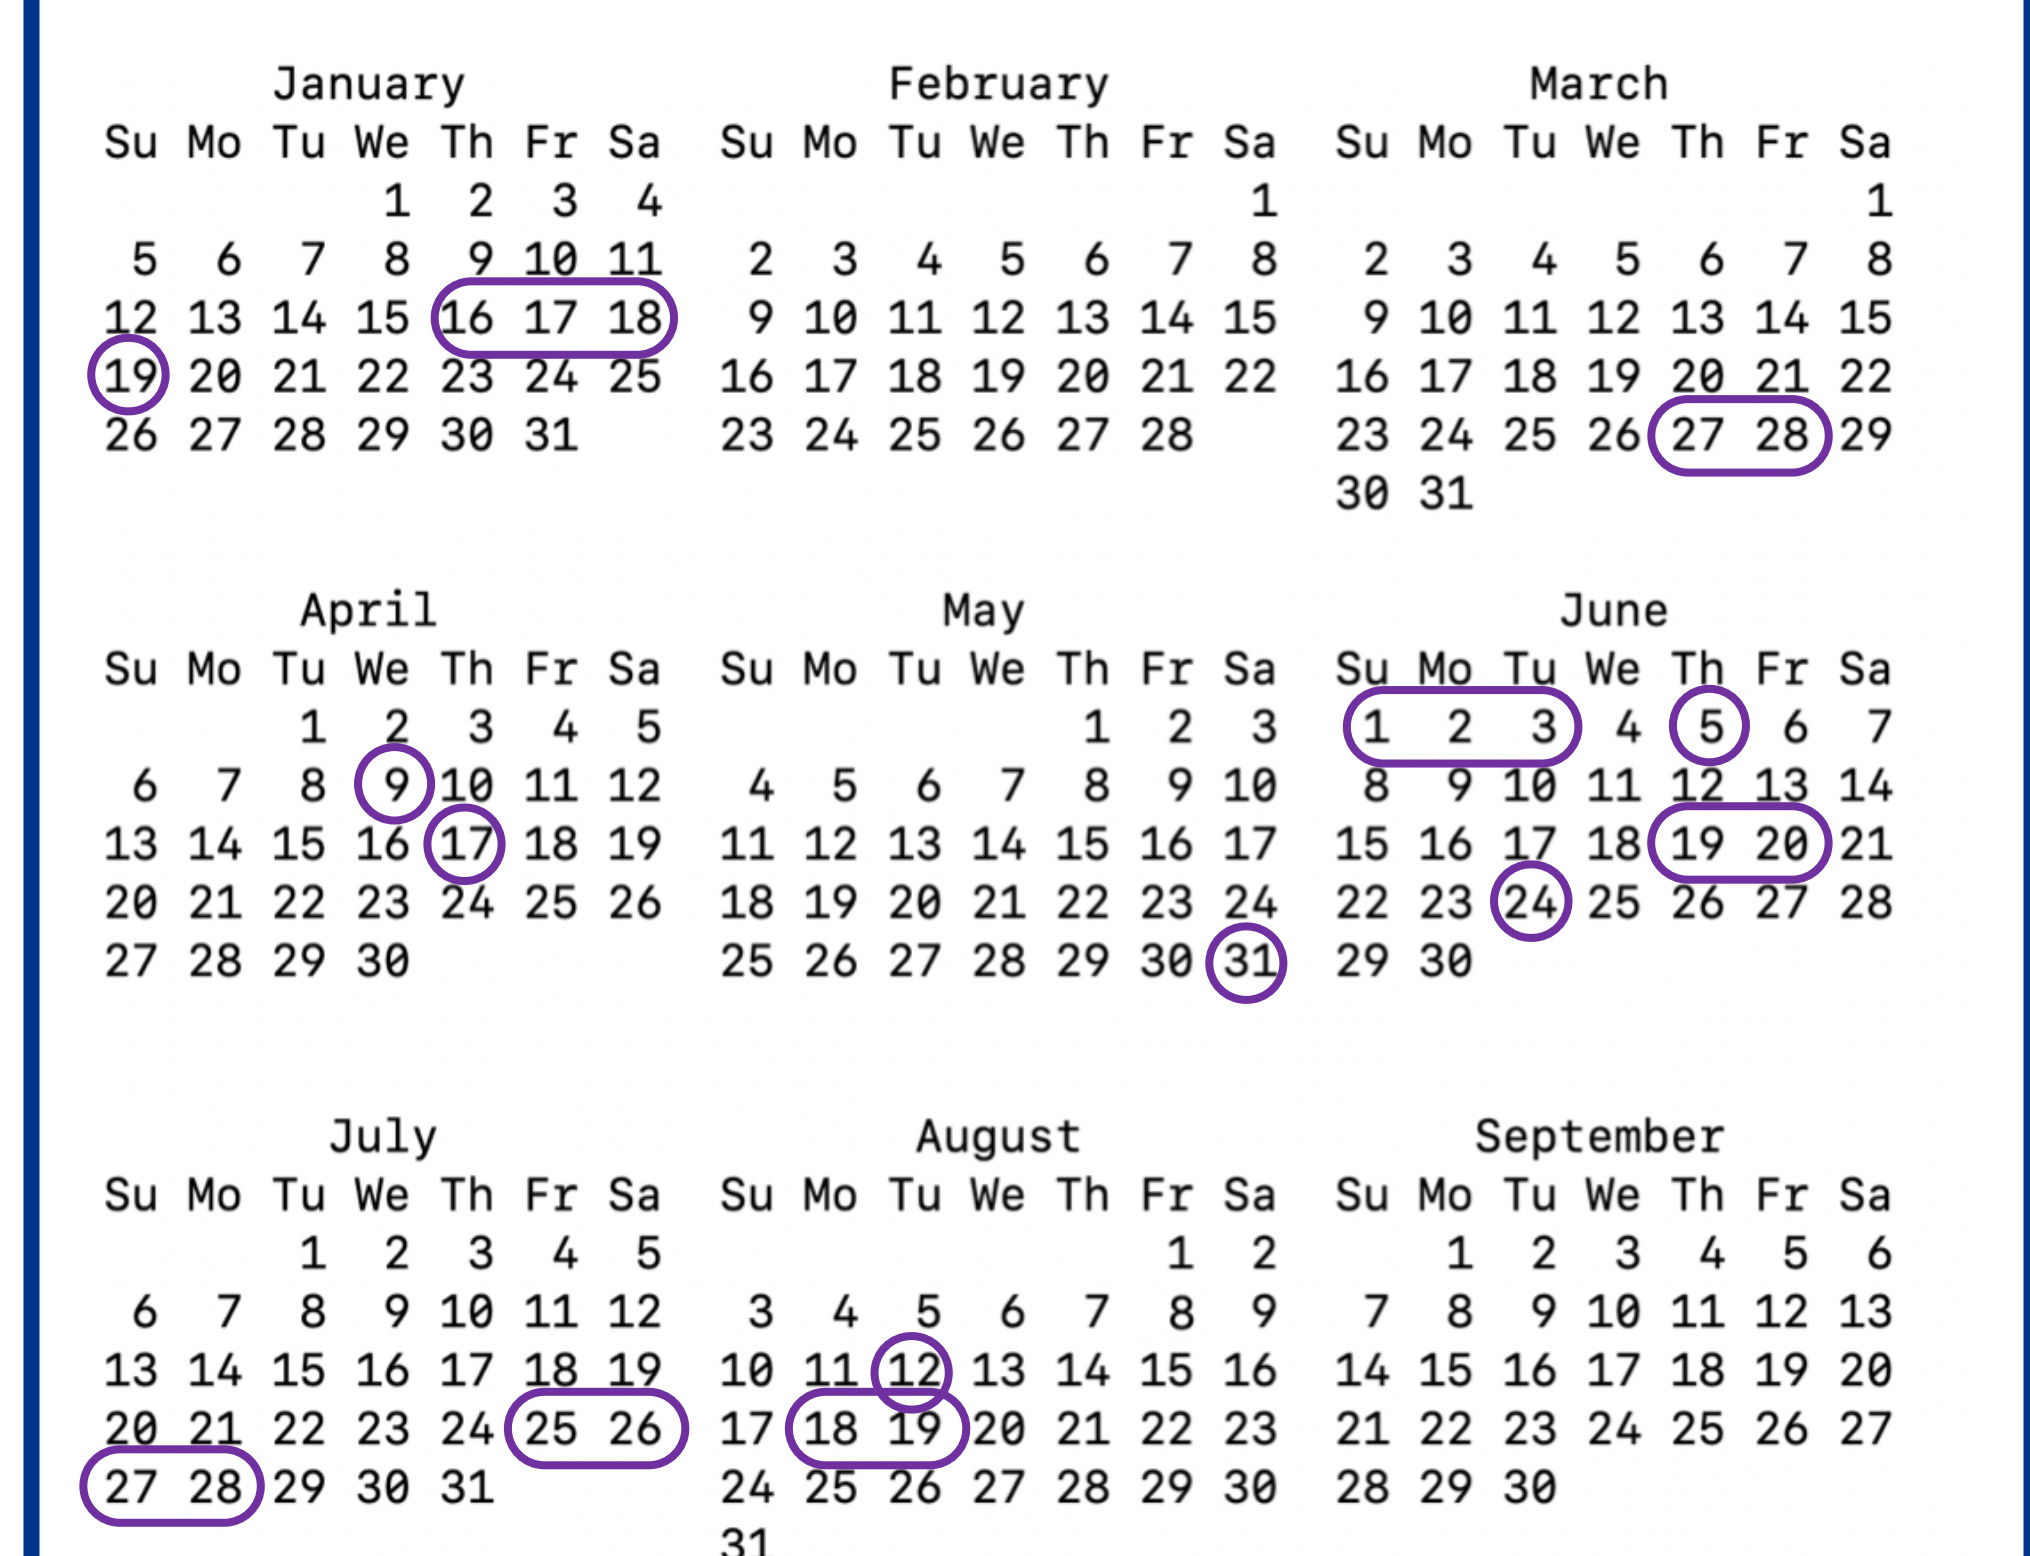 January February March
Su Mo Tu We Th Fr Sa Su Mo Tu We Th Fr Sa Su Mo Tu We Th Fr Sa
1 2 3 4 1 1
5 6 7 8 9 10 11 2 3 4 5 6 7 8 2 3 4 5 6 7 8
12 13 14 15 16 17 18 9 10 11 12 13 14 15 9 10 11 12 13 14 15
19 20 21 22 23 24 25 16 17 18 19 20 21 22 16 17 18 19 20 21 22
26 27 28 29 30 31 23 24 25 26 27 28 23 24 25 26 27 28 29
30 31
April May June
Su Mo Tu We Th Fr Sa Su Mo Tu We Th Fr Sa Su Mo Tu We Th Fr Sa
1 2 3 4 5 1 2 3 1 2 3 4 5 6 7
6 7 8 9 10 11 12 4 5 6 7 8 9 10 8 9 10 11 12 13 14
13 14 15 16 17 18 19 11 12 13 14 15 16 17 15 16 17 18 19 20 21
20 21 22 23 24 25 26 18 19 20 21 22 23 24 22 23 24 25 26 27 28
27 28 29 30 25 26 27 28 29 30 31 29 30
July August September
Su Mo Tu We Th Fr Sa Su Mo Tu We Th Fr Sa Su Mo Tu We Th Fr Sa
1 2 3 4 5 1 2 1 2 3 4 5 6
6 7 8 9 10 11 12 3 4 5 6 7 8 9 7 8 9 10 11 12 13
13 14 15 16 17 18 19 10 11 12 13 14 15 16 14 15 16 17 18 19 20
20 21 22 23 24 25 26 17 18 19 20 21 22 23 21 22 23 24 25 26 27
27 28 29 30 31 24 25 26 27 28 29 30 28 29 30
31